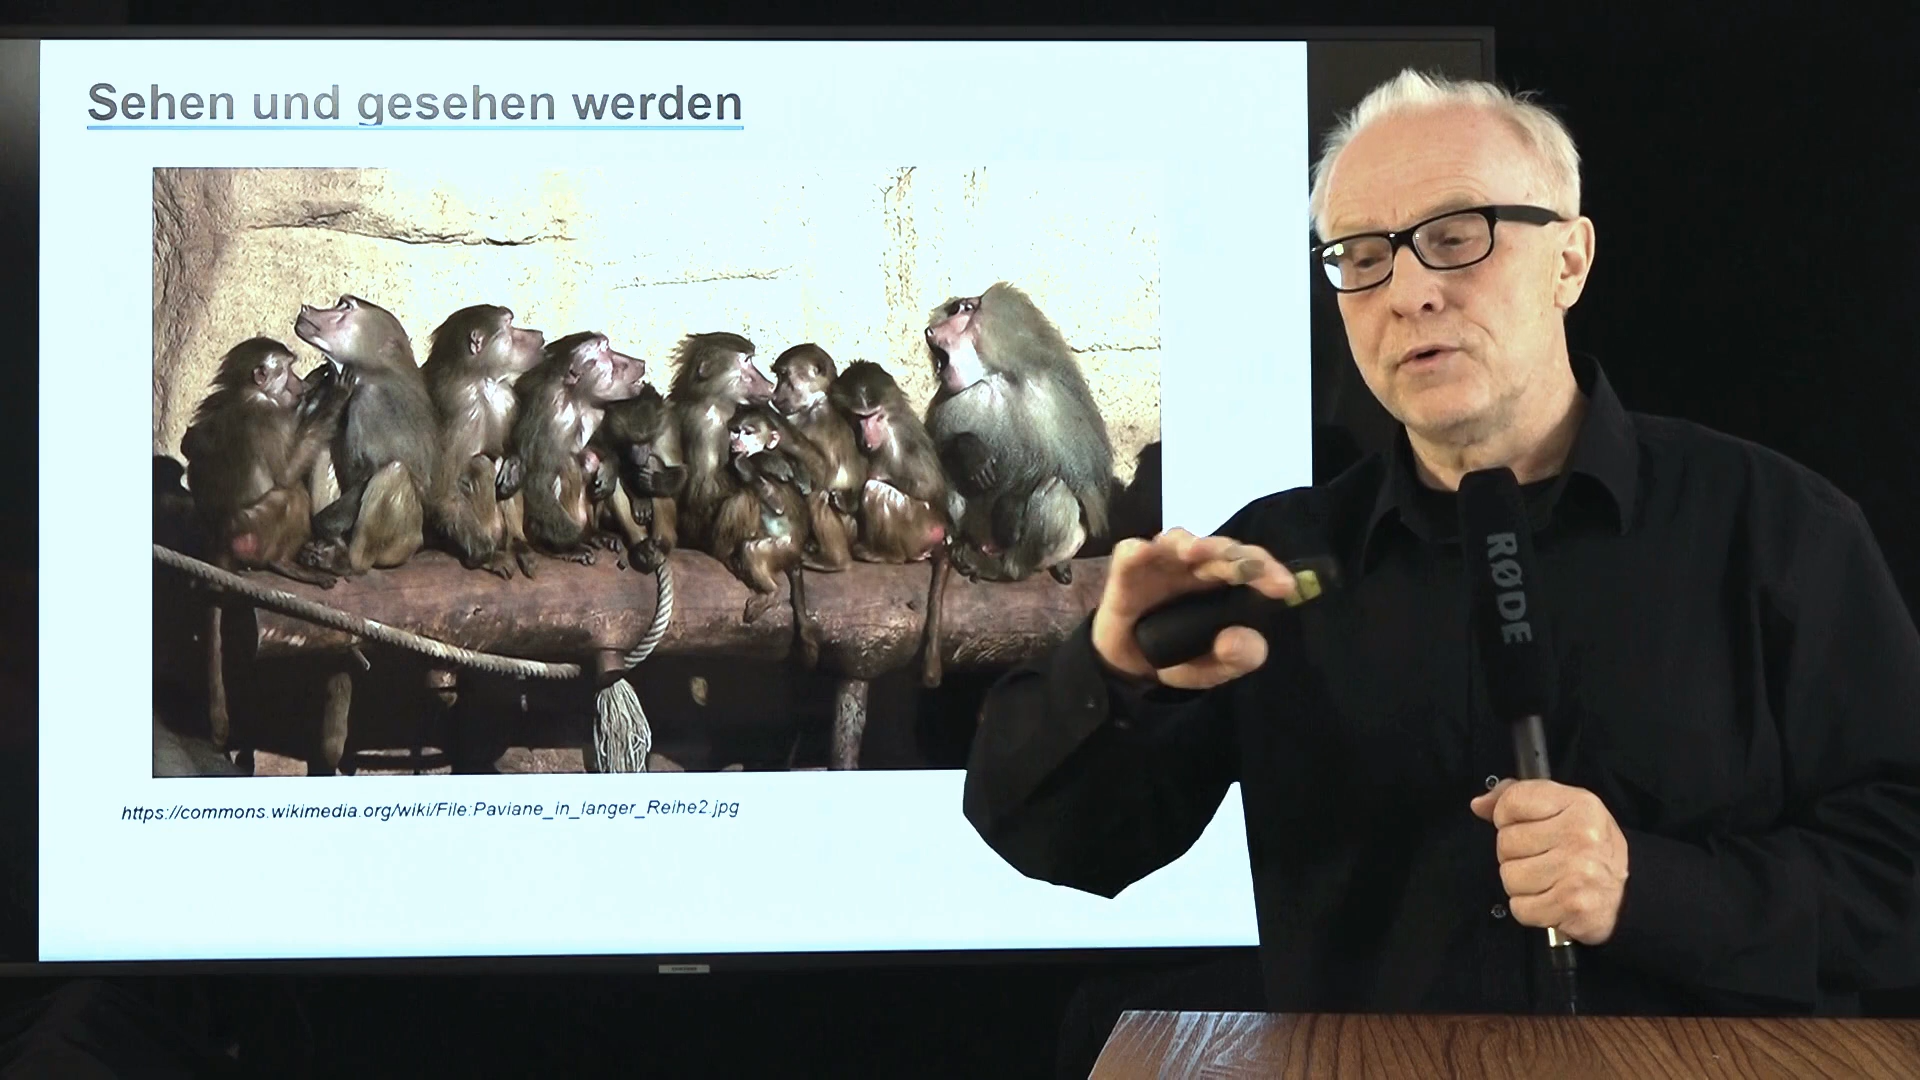 Sehen und gesehen werden
https://commons.wikimedia.org/wiki/File:Paviane_in_langer_Reihe2.jpg
RØDE